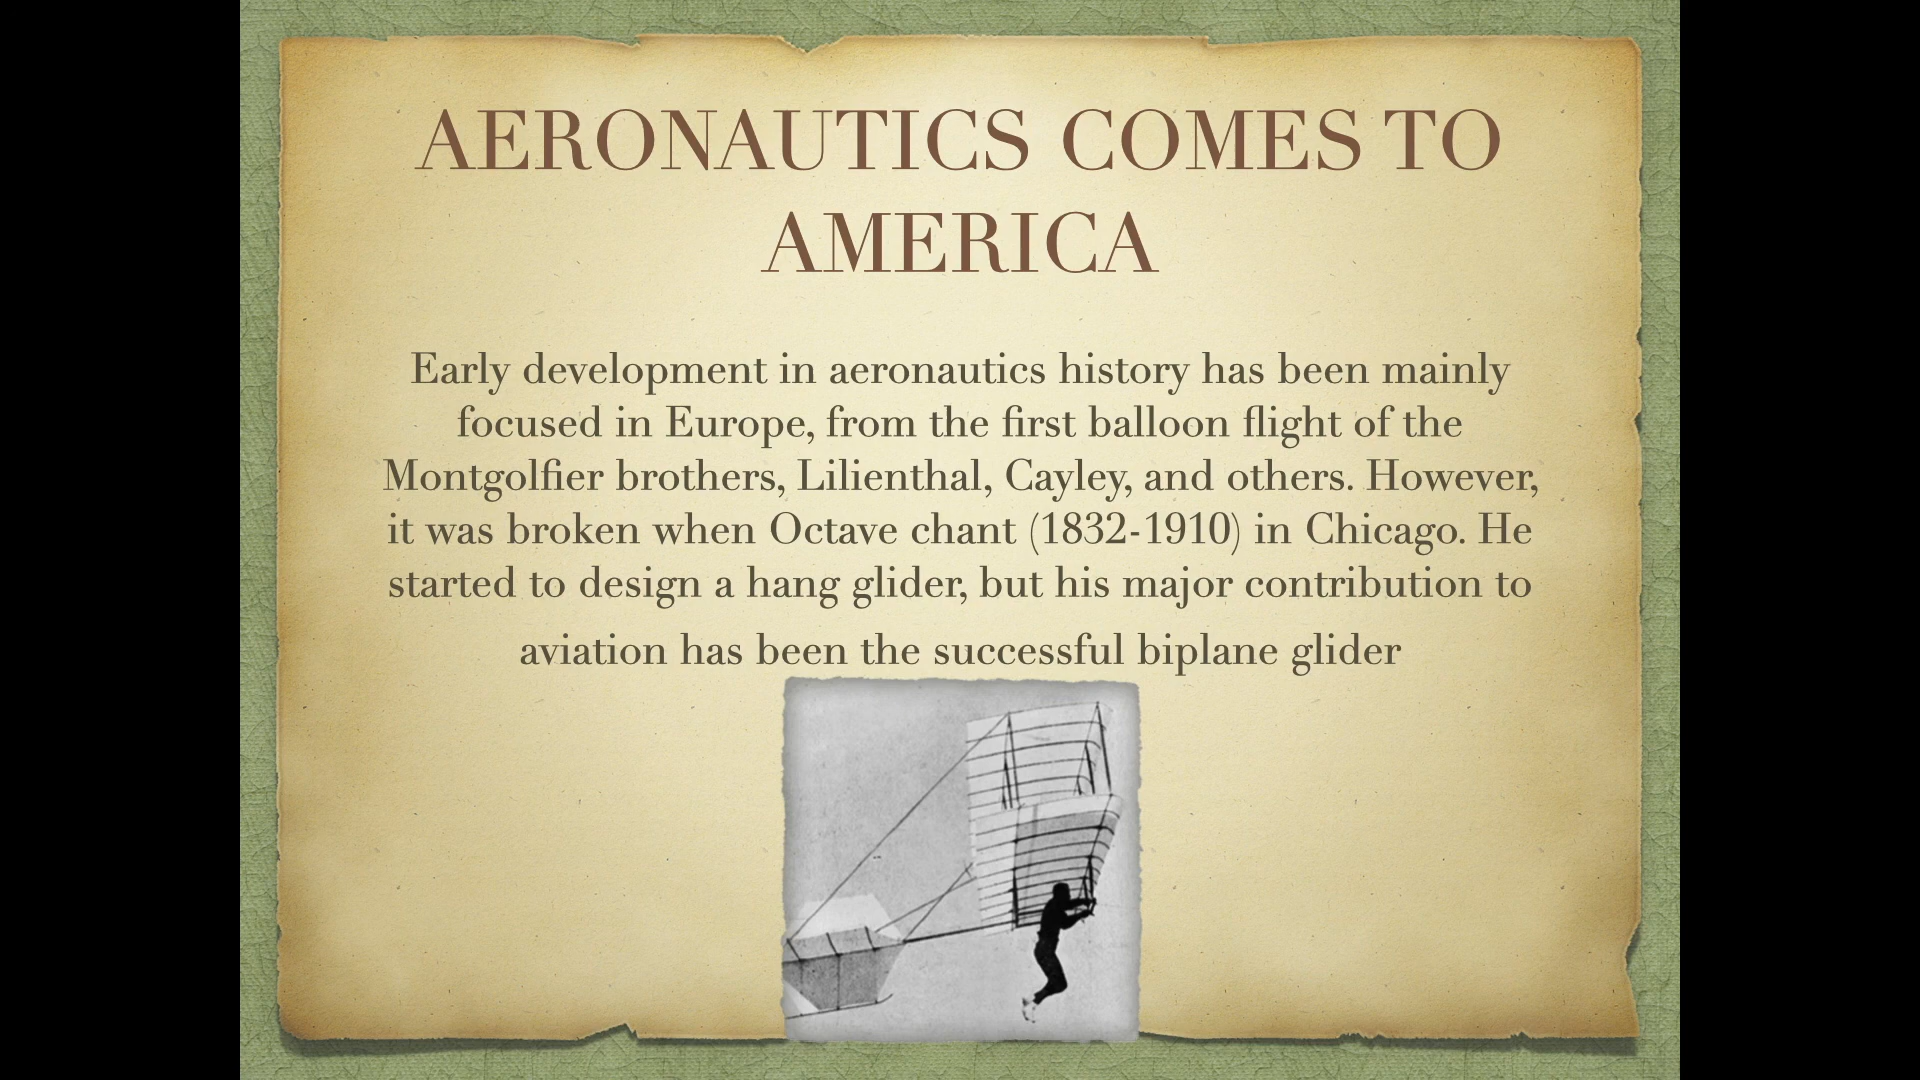 AERONAUTICS COMES TO
AMERICA
Early development in aeronautics history has been mainly
focused in Europe, from the first balloon flight of the
Montgolfier brothers, Lilienthal, Cayley, and others. However,
it was broken when Octave chant (1832-1910) in Chicago. He
started to design a hang glider, but his major contribution to
aviation has been the successful biplane glider